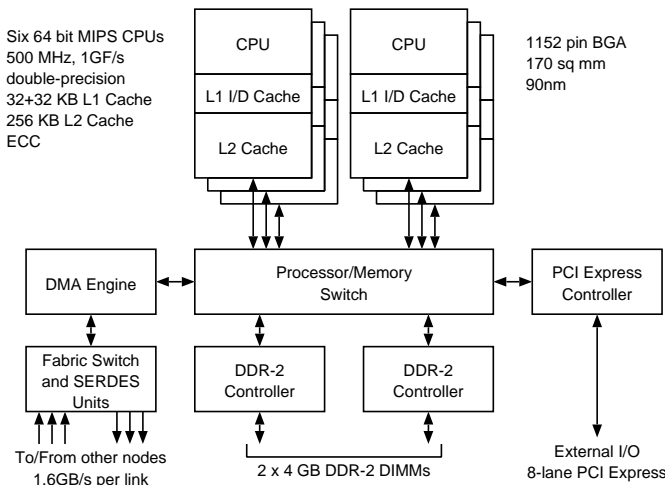 Six 64 bit MIPS CPUs
500 MHz, 1GF/s
double-precision
32+32 KB L1 Cache
256 KB L2 Cache
ECC
CPU
L1 I/D Cache
L2 Cache
CPU
L1 I/D Cache
L2 Cache
1152 pin BGA
170 sq mm
90nm
DMA Engine
Processor/Memory
Switch
PCI Express
Controller
Fabric Switch
and SERDES
Units
DDR-2
Controller
DDR-2
Controller
To/From other nodes
1.6GB/s per link
2 x 4 GB DDR-2 DIMMs
External I/O
8-lane PCI Express